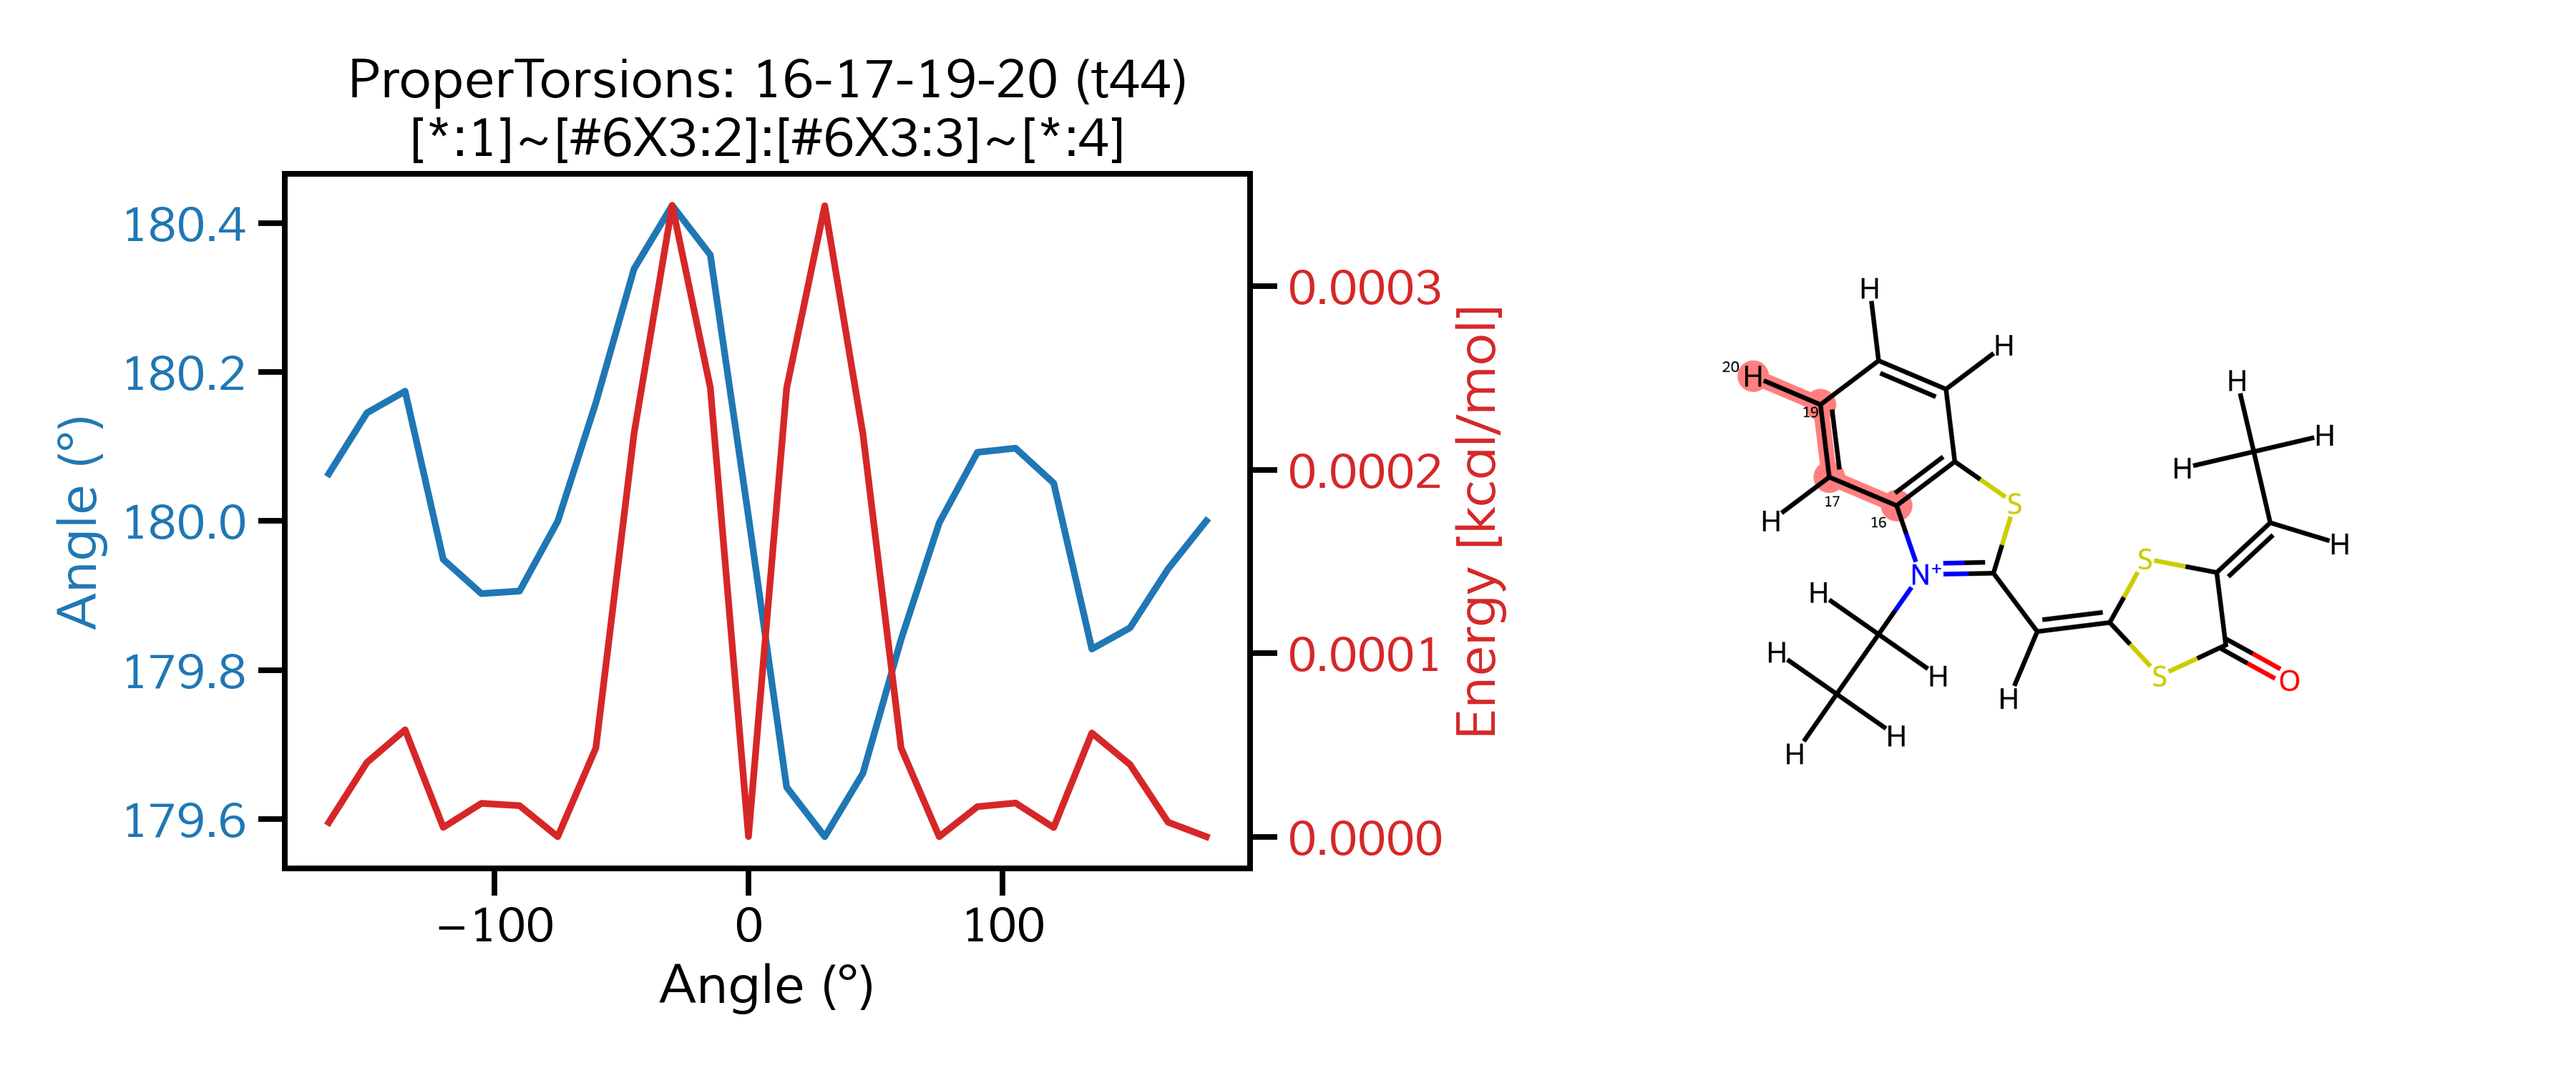 ProperTorsions: 16-17-19-20 (t44)
[*:1]~[#6X3:2]:[#6X3:3]~[*:4]
180.4
180.2
180.0
179.8
179.6
Angle (°)
−100
0
100
Angle (°)
0.0003
0.0002
0.0001
0.0000
Energy [kcal/mol]
H
H
20
H
19
17
16
H
S
N⁺
H
H
H
H
H
H
S
S
O
H
H
H
H